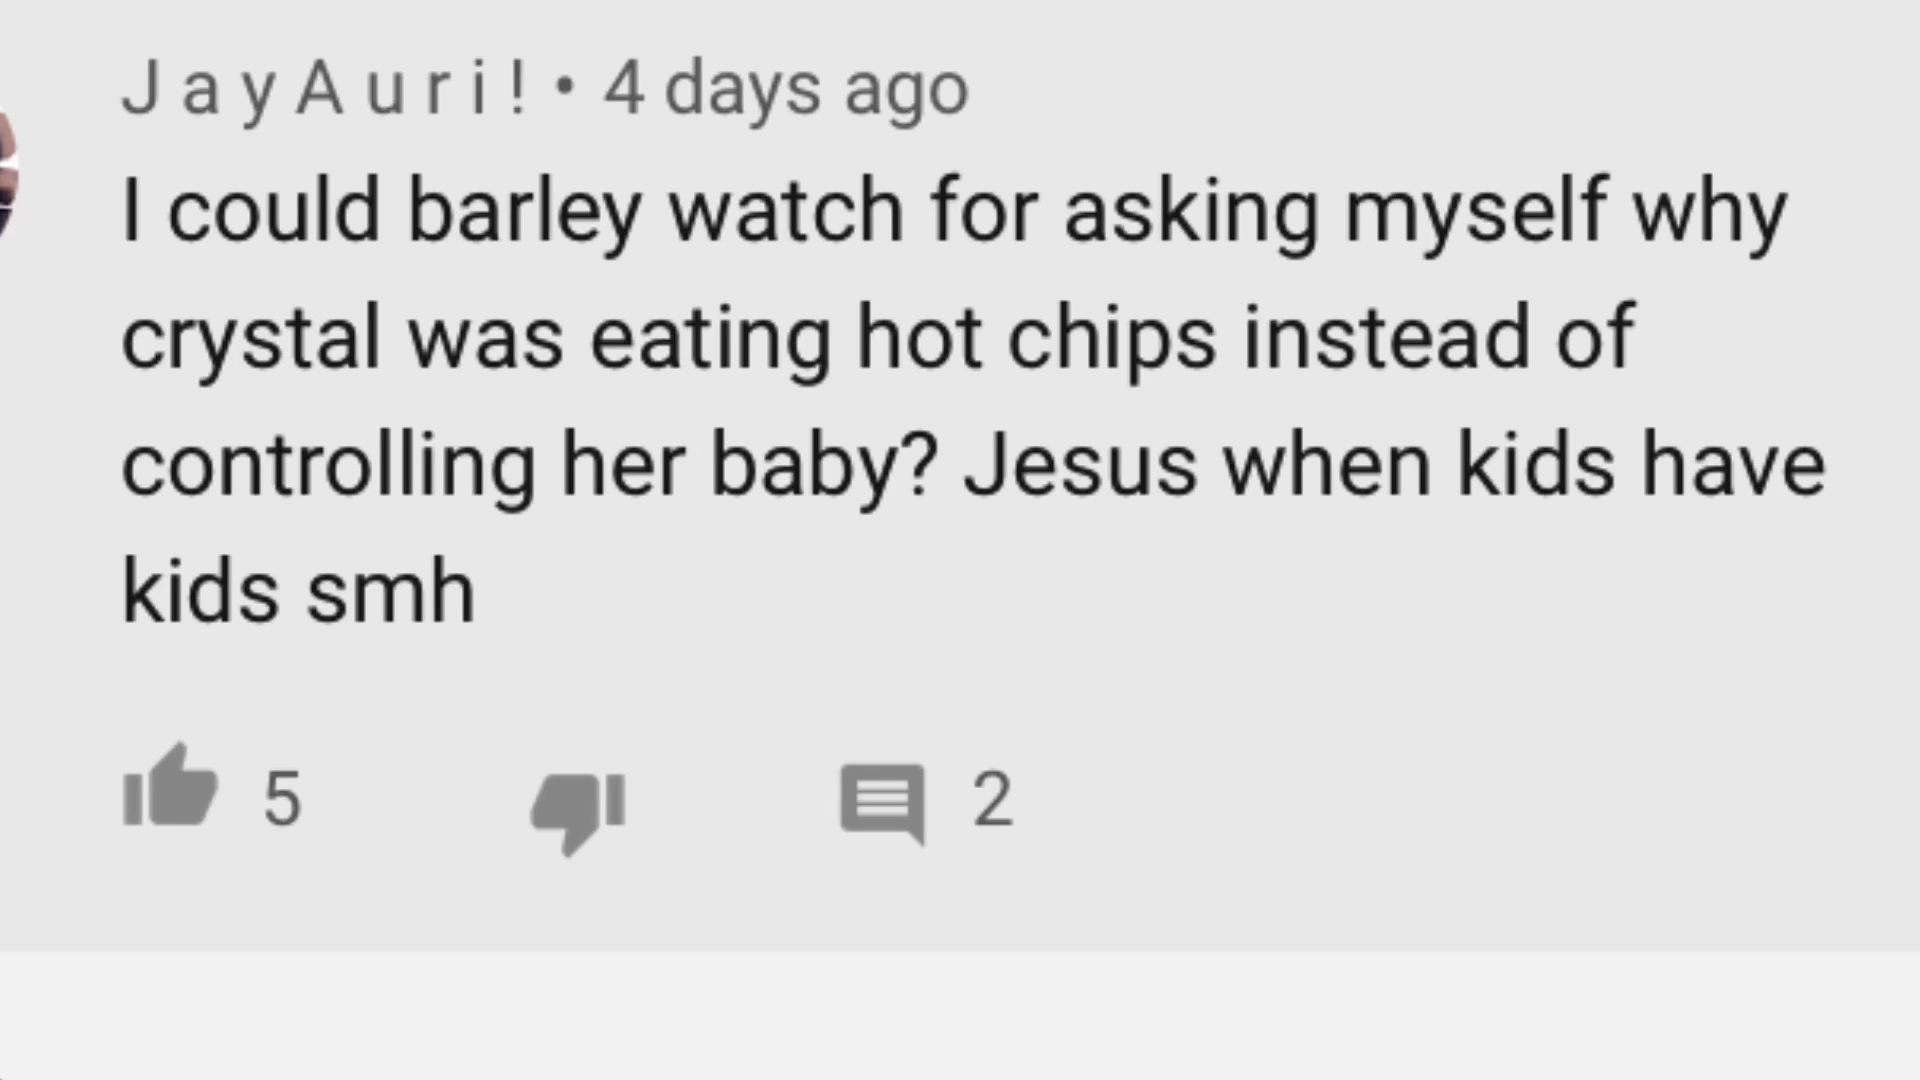 J a y A u r i ! • 4 days ago
I could barley watch for asking myself why
crystal was eating hot chips instead of
controlling her baby? Jesus when kids have
kids smh
5 2